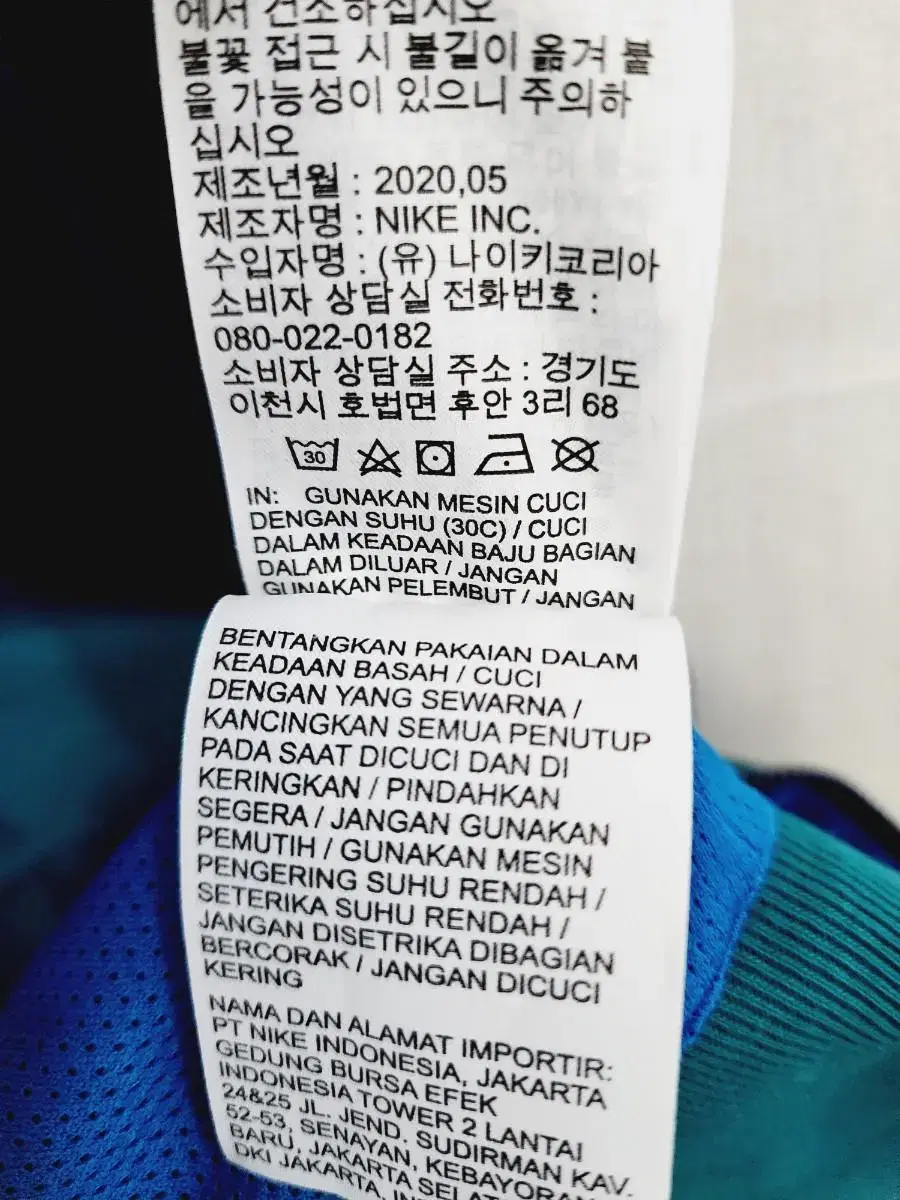 에서 건조하십시오
불꽃 접근 시 불길이 옮겨 붙
을 가능성이 있으니 주의하
십시오
제조년월 : 2020,05
제조자명 : NIKE INC.
수입자명 : (유) 나이키코리아
소비자 상담실 전화번호 :
080-022-0182
소비자 상담실 주소 : 경기도
이천시 호법면 후안 3리 68
30
IN: GUNAKAN MESIN CUCI
DENGAN SUHU (30C) / CUCI
DALAM KEADAAN BAJU BAGIAN
DALAM DILUAR / JANGAN
GUNAKAN PELEMBUT / JANGAN
BENTANGKAN PAKAIAN DALAM
KEADAAN BASAH / CUCI
DENGAN YANG SEWARNA /
KANCINGKAN SEMUA PENUTUP
PADA SAAT DICUCI DAN DI
KERINGKAN / PINDAHKAN
SEGERA / JANGAN GUNAKAN
PEMUTIH / GUNAKAN MESIN
PENGERING SUHU RENDAH /
SETERIKA SUHU RENDAH /
JANGAN DISETRIKA DIBAGIAN
BERCORAK / JANGAN DICUCI
KERING
NAMA DAN ALAMAT IMPORTIR:
PT NIKE INDONESIA, JAKARTA
GEDUNG BURSA EFEK
INDONESIA TOWER 2 LANTAI
24&25 JL. JEND. SUDIRMAN KAV.
52-53, SENAYAN, KEBAYORAN
BARU, JAKARTA
DKI JAKARTA,